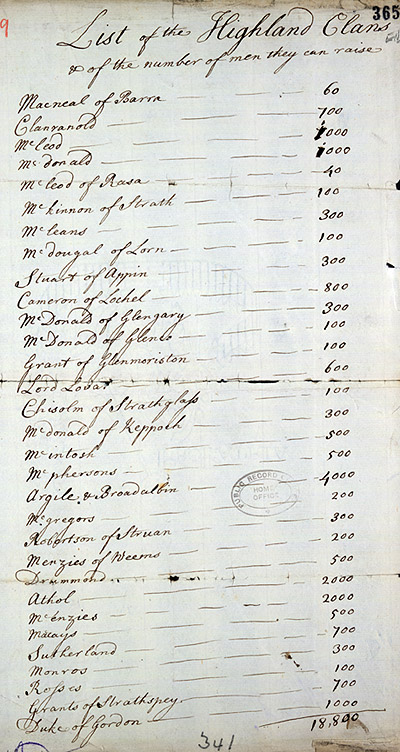 365
9
List of the Highland Clans
& of the number of men they can raise
Macneal of Barra 60
Clanranold 700
Mc leod 1000
Mc donald 1000
Mc leod of Rasa 40
Mc kinnon of Strath 100
Mc leans 300
Mc dougal of Lorn 100
Stuart of Appin 300
Cameron of Lochel 800
Mc Donald of Glengary 300
Mc Donald of Glenco 100
Grant of Glenmoriston 100
Lord Lovat 600
Chisolm of Strathglass 100
Mc donald of Keppoch 300
Mc intosh 500
Mc phersons 500
Argile & Broadalbin 4000
Mc gregors 200
Robertson of Struan 300
Menzies of Weems 200
Drummond 500
Athol 2000
Mc enzies 2000
Macays 500
Sutherland 700
Monros 300
Rosses 100
Grants of Strathspey 700
Duke of Gordon 1000
18,890
PUBLIC RECORD
HOME
OFFICE
341